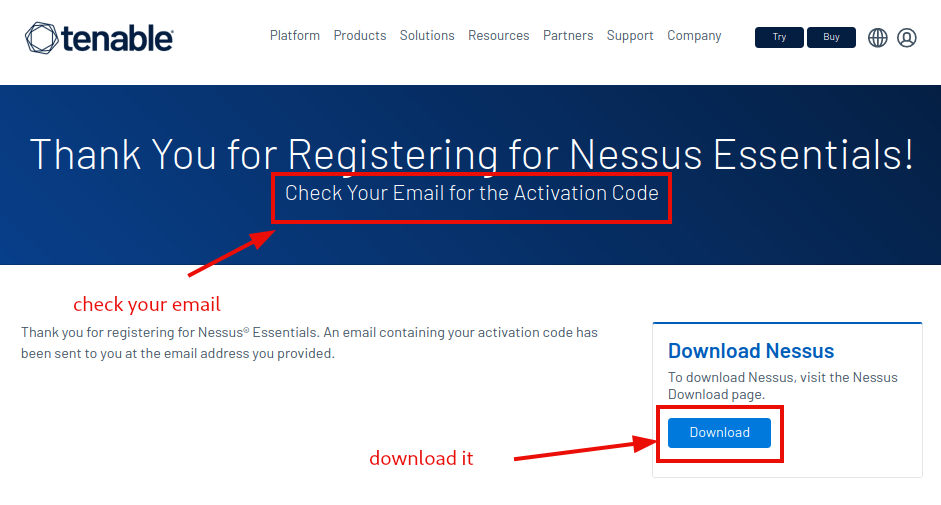 tenable
Platform Products Solutions Resources Partners Support Company Try Buy
Thank You for Registering for Nessus Essentials!
Check Your Email for the Activation Code
check your email
Thank you for registering for Nessus® Essentials. An email containing your activation code has
been sent to you at the email address you provided.
Download Nessus
To download Nessus, visit the Nessus
Download page.
Download
download it